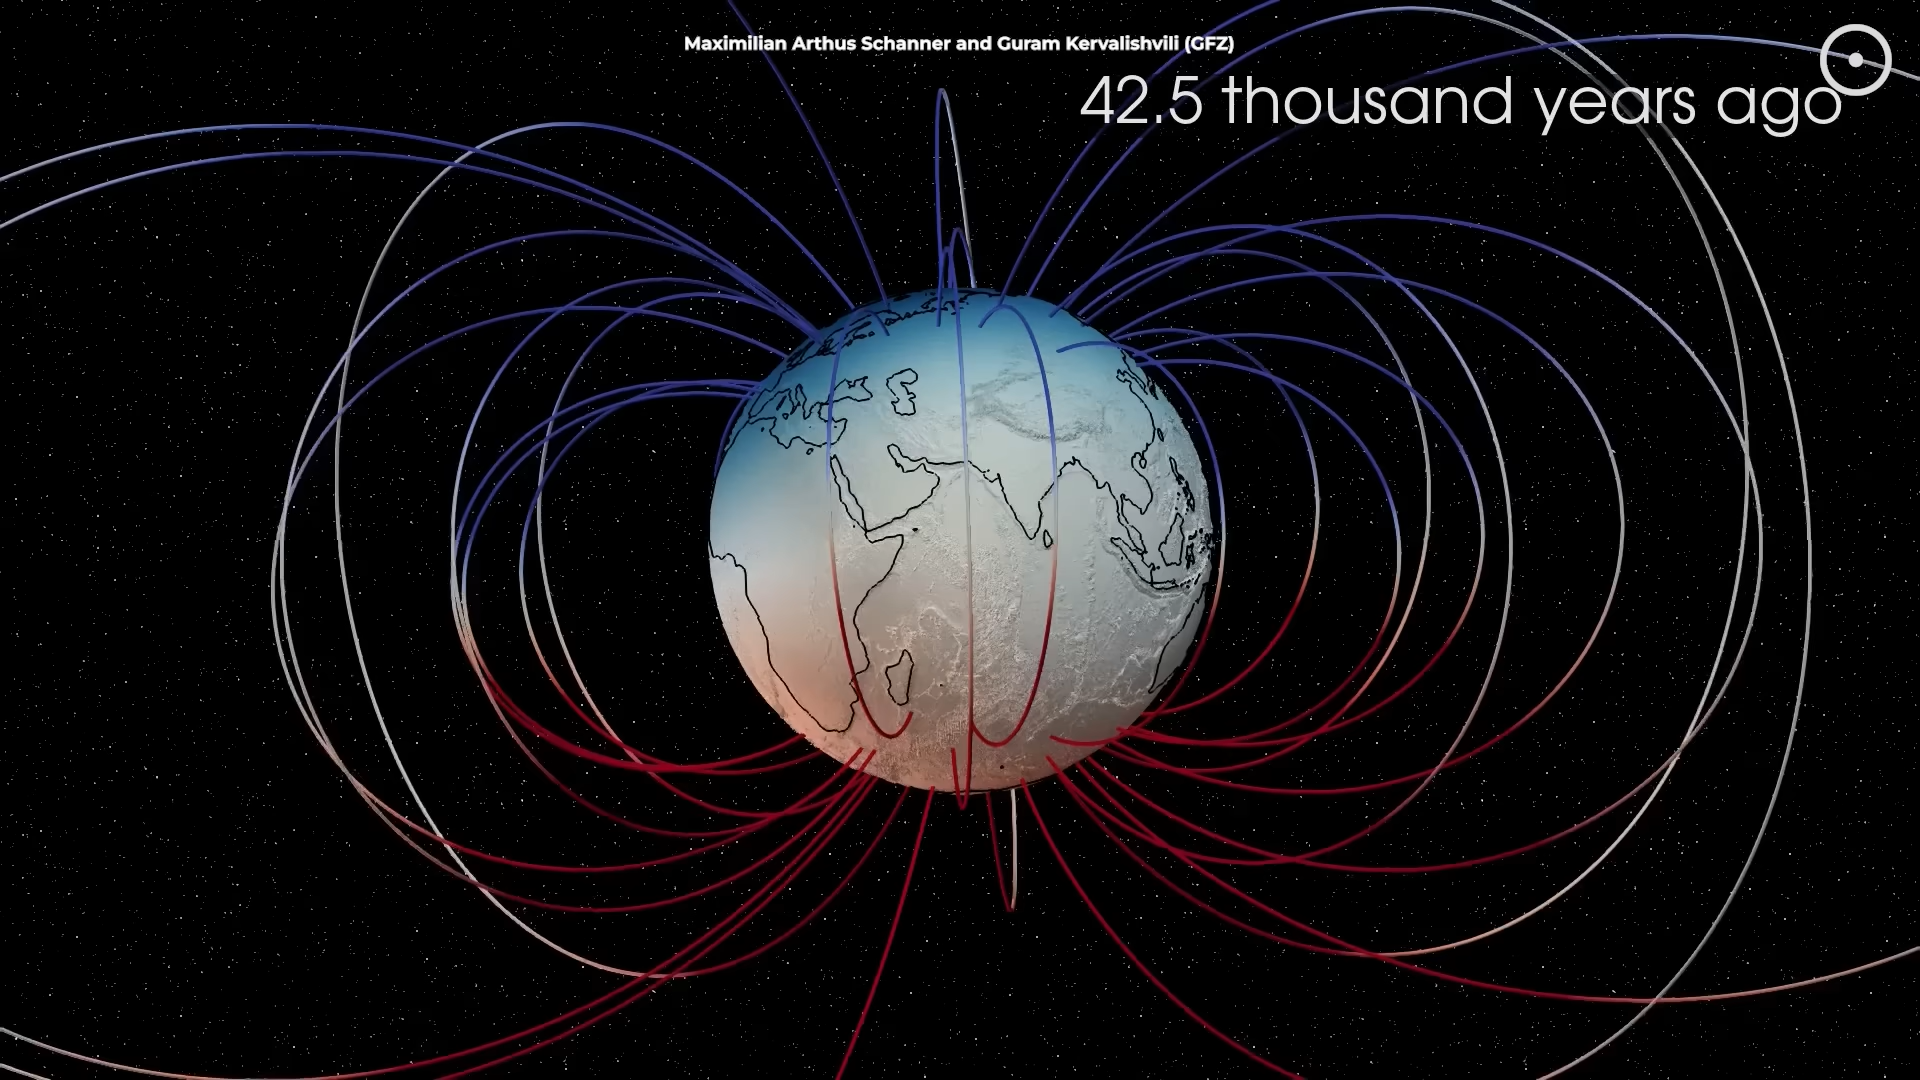 Maximilian Arthus Schanner and Guram Kervalishvili (GFZ)
42.5 thousand years ago